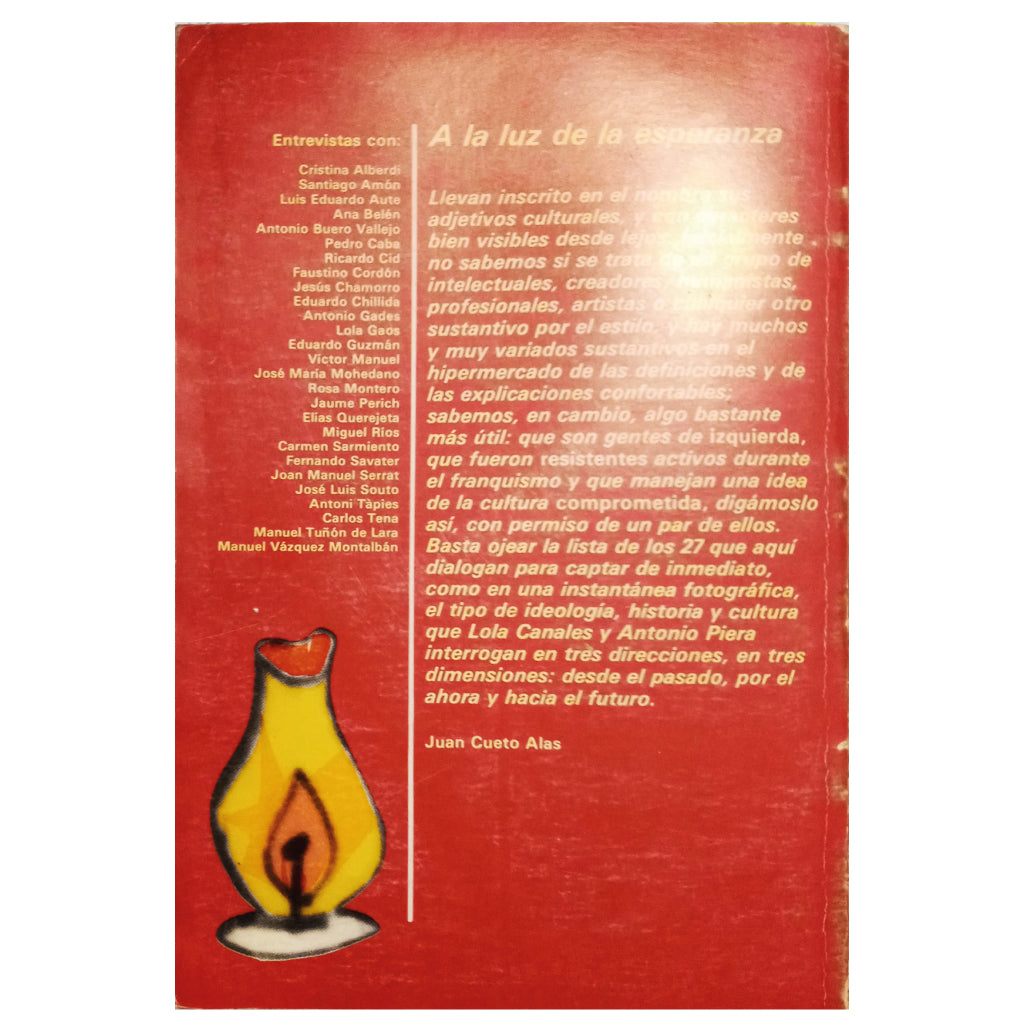 Entrevistas con:
Cristina Alberdi
Santiago Amón
Luis Eduardo Aute
Ana Belén
Antonio Buero Vallejo
Pedro Caba
Ricardo Cid
Faustino Cordón
Jesús Chamorro
Eduardo Chillida
Antonio Gades
Lola Gaos
Eduardo Guzmán
Víctor Manuel
José María Mohedano
Rosa Montero
Jaume Perich
Elías Querejeta
Miguel Ríos
Carmen Sarmiento
Fernando Savater
Joan Manuel Serrat
José Luis Souto
Antoni Tàpies
Carlos Tena
Manuel Tuñón de Lara
Manuel Vázquez Montalbán
A la luz de la esperanza
Llevan inscrito en el nombre sus
adjetivos culturales, y con caracteres
bien visibles desde lejos.
no sabemos si se trata de un grupo de
intelectuales, creadores,
profesionales, artistas o cualquier otro
sustantivo por el estilo, y hay muchos
y muy variados sustantivos en el
hipermercado de las definiciones y de
las explicaciones confortables;
sabemos, en cambio, algo bastante
más útil: que son gentes de izquierda,
que fueron resistentes activos durante
el franquismo y que manejan una idea
de la cultura comprometida, digámoslo
así, con permiso de un par de ellos.
Basta ojear la lista de los 27 que aquí
dialogan para captar de inmediato,
como en una instantánea fotográfica,
el tipo de ideología, historia y cultura
que Lola Canales y Antonio Piera
interrogan en tres direcciones, en tres
dimensiones: desde el pasado, por el
ahora y hacia el futuro.
Juan Cueto Alas